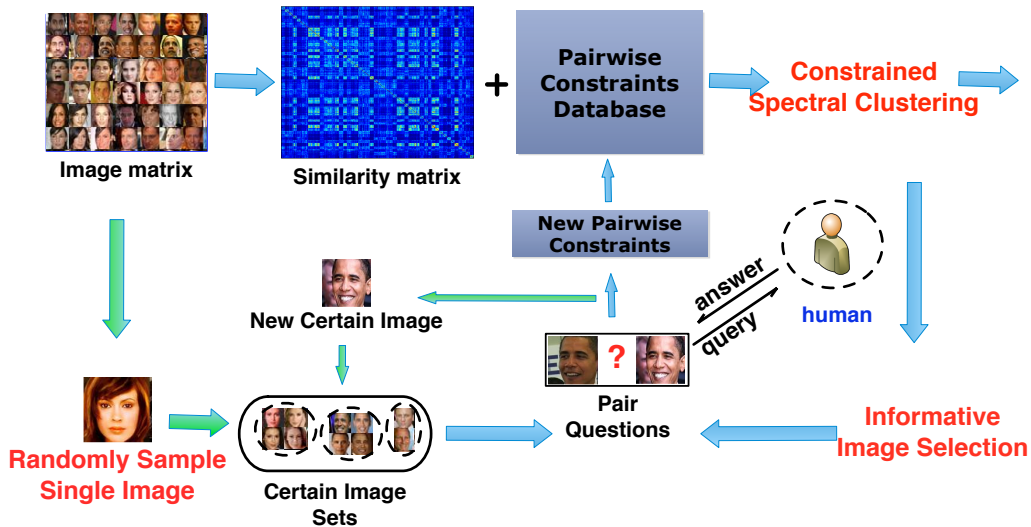 Pairwise
Constraints
Database
+
Constrained
Spectral Clustering
Image matrix
Similarity matrix
New Pairwise
Constraints
answer
query
human
New Certain Image
?
Pair
Questions
Randomly Sample
Single Image
Certain Image
Sets
Informative
Image Selection